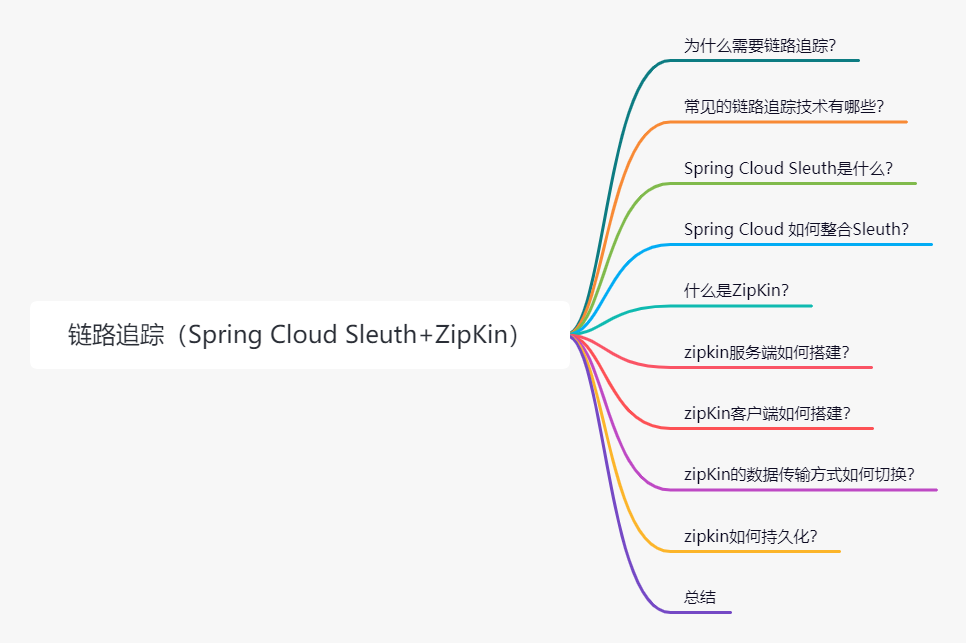 为什么需要链路追踪？
常见的链路追踪技术有哪些？
Spring Cloud Sleuth是什么？
Spring Cloud 如何整合Sleuth？
什么是ZipKin？
链路追踪（Spring Cloud Sleuth+ZipKin）
zipkin服务端如何搭建？
zipKin客户端如何搭建？
zipKin的数据传输方式如何切换？
zipkin如何持久化？
总结